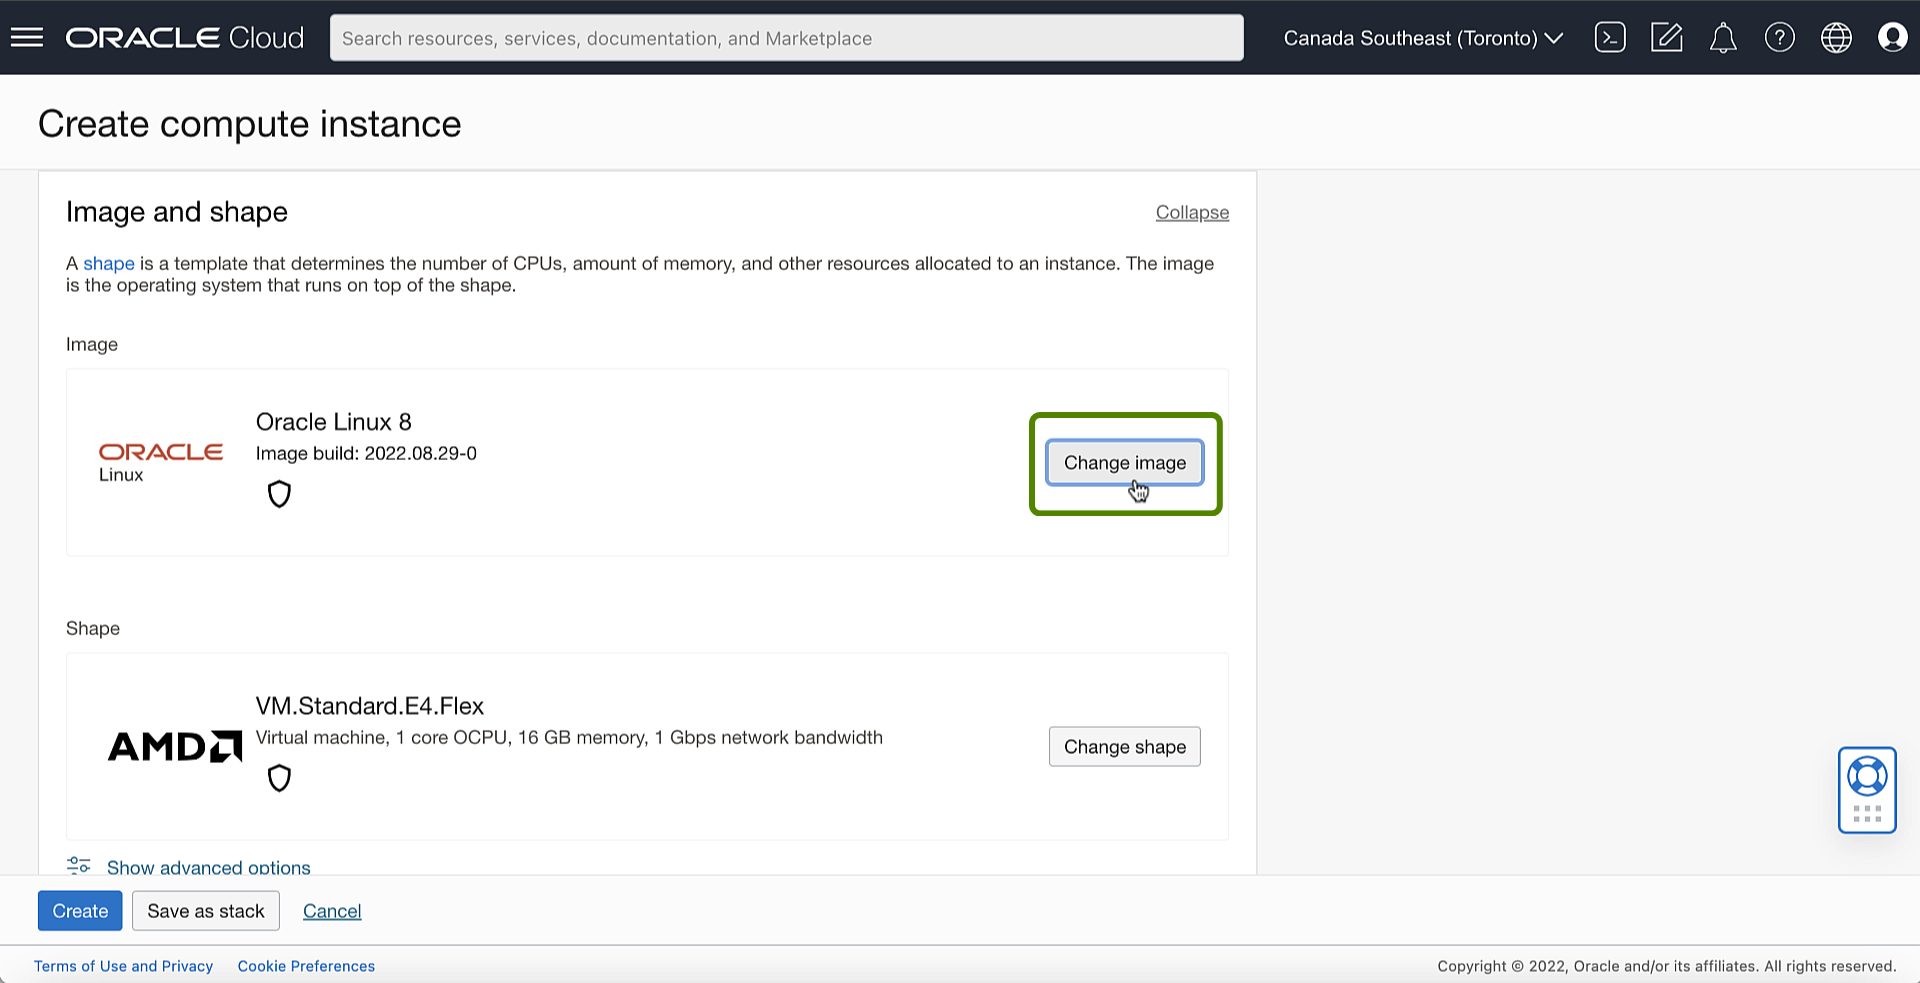 ORACLE Cloud
Search resources, services, documentation, and Marketplace
Canada Southeast (Toronto)
Create compute instance
Image and shape
Collapse
A shape is a template that determines the number of CPUs, amount of memory, and other resources allocated to an instance. The image
is the operating system that runs on top of the shape.
Image
ORACLE
Linux
Oracle Linux 8
Image build: 2022.08.29-0
Change image
Shape
AMD
VM.Standard.E4.Flex
Virtual machine, 1 core OCPU, 16 GB memory, 1 Gbps network bandwidth
Change shape
Show advanced options
Create
Save as stack
Cancel
Terms of Use and Privacy
Cookie Preferences
Copyright © 2022, Oracle and/or its affiliates. All rights reserved.